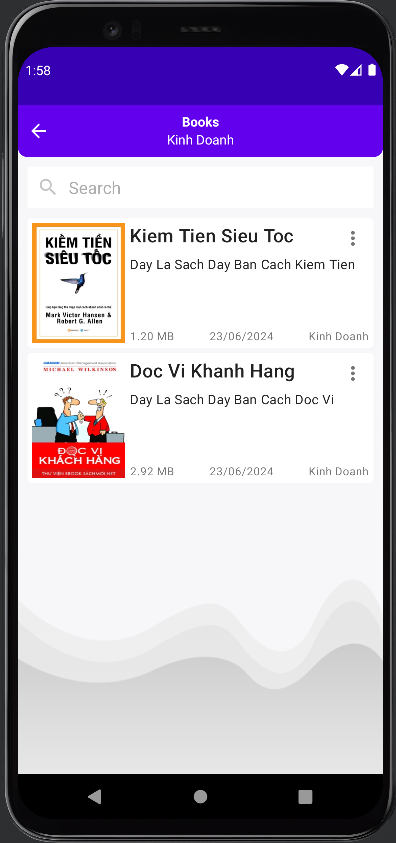 1:58
Books
Kinh Doanh
Search
KIẾM TIỀN
SIÊU TỐC
Mark Victor Hansen &
Robert G. Allen
Kiem Tien Sieu Toc
Day La Sach Day Ban Cach Kiem Tien
1.20 MB 23/06/2024 Kinh Doanh
MICHAEL WILKINSON
ĐỌC VỊ
KHÁCH HÀNG
THƯ VIỆN EBOOK SACHMOI.NET
Doc Vi Khanh Hang
Day La Sach Day Ban Cach Doc Vi
2.92 MB 23/06/2024 Kinh Doanh